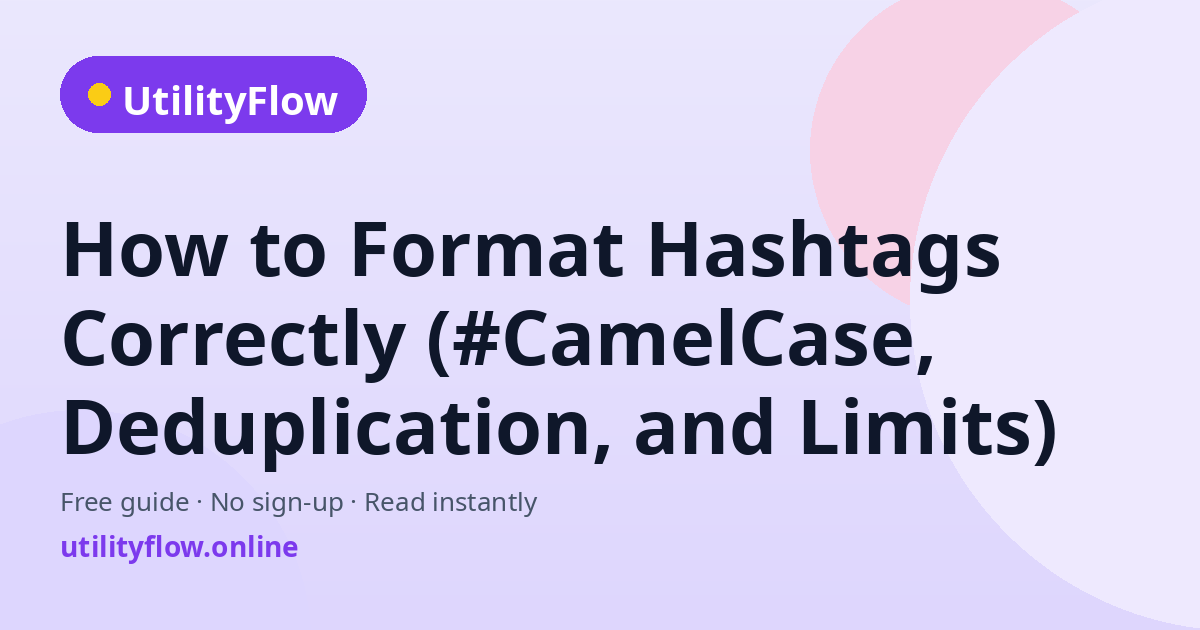 UtilityFlow
How to Format Hashtags
Correctly (#CamelCase,
Deduplication, and Limits)
Free guide · No sign-up · Read instantly
utilityflow.online